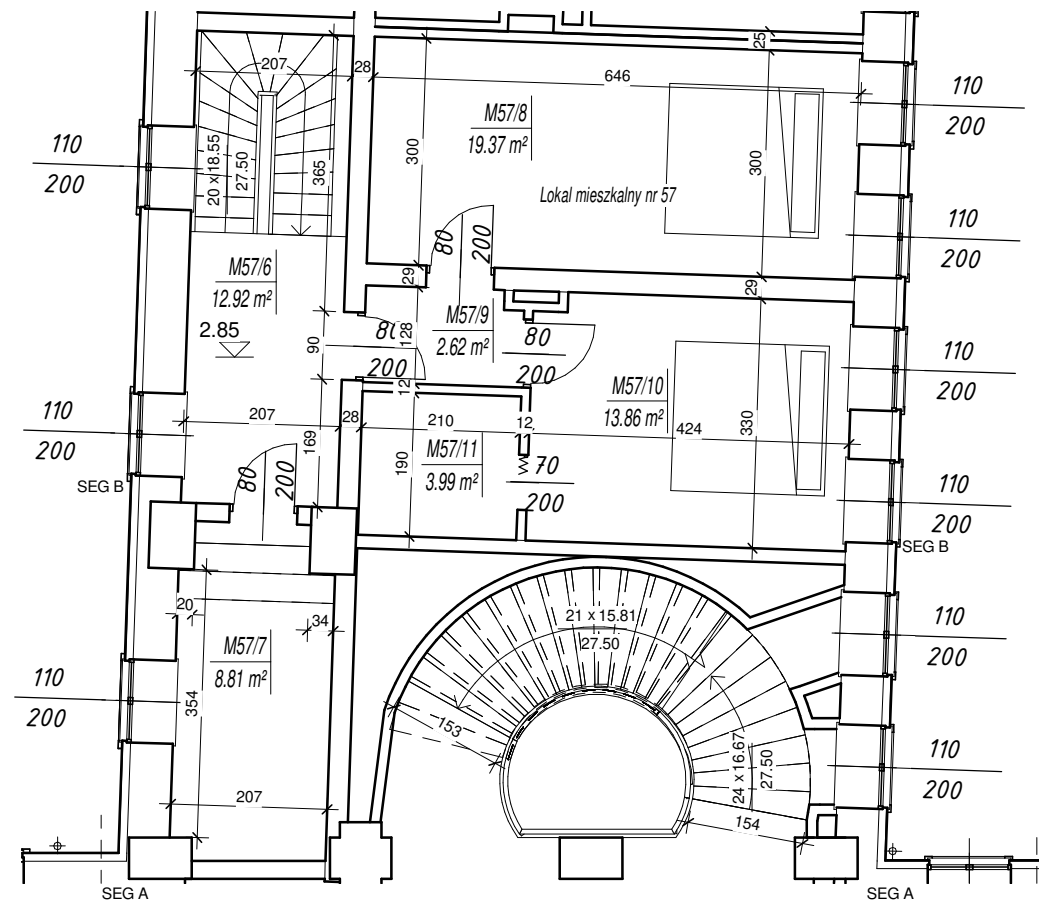 25
207
28
646
110
200
M57/8
19.37 m²
110
200
20 x 18.55
27.50
365
300
300
Lokal mieszkalny nr 57
110
200
80
200
M57/6
12.92 m²
29
29
2.85
90
80
200
128
M57/9
2.62 m²
80
200
110
200
12
M57/10
13.86 m²
110
200
207
28
210
12
424
330
169
190
M57/11
3.99 m²
70
200
80
200
SEG B
110
200
SEG B
20
34
21 x 15.81
27.50
M57/7
8.81 m²
110
200
110
200
354
153
24 x 16.67
27.50
110
200
207
154
SEG A
SEG A